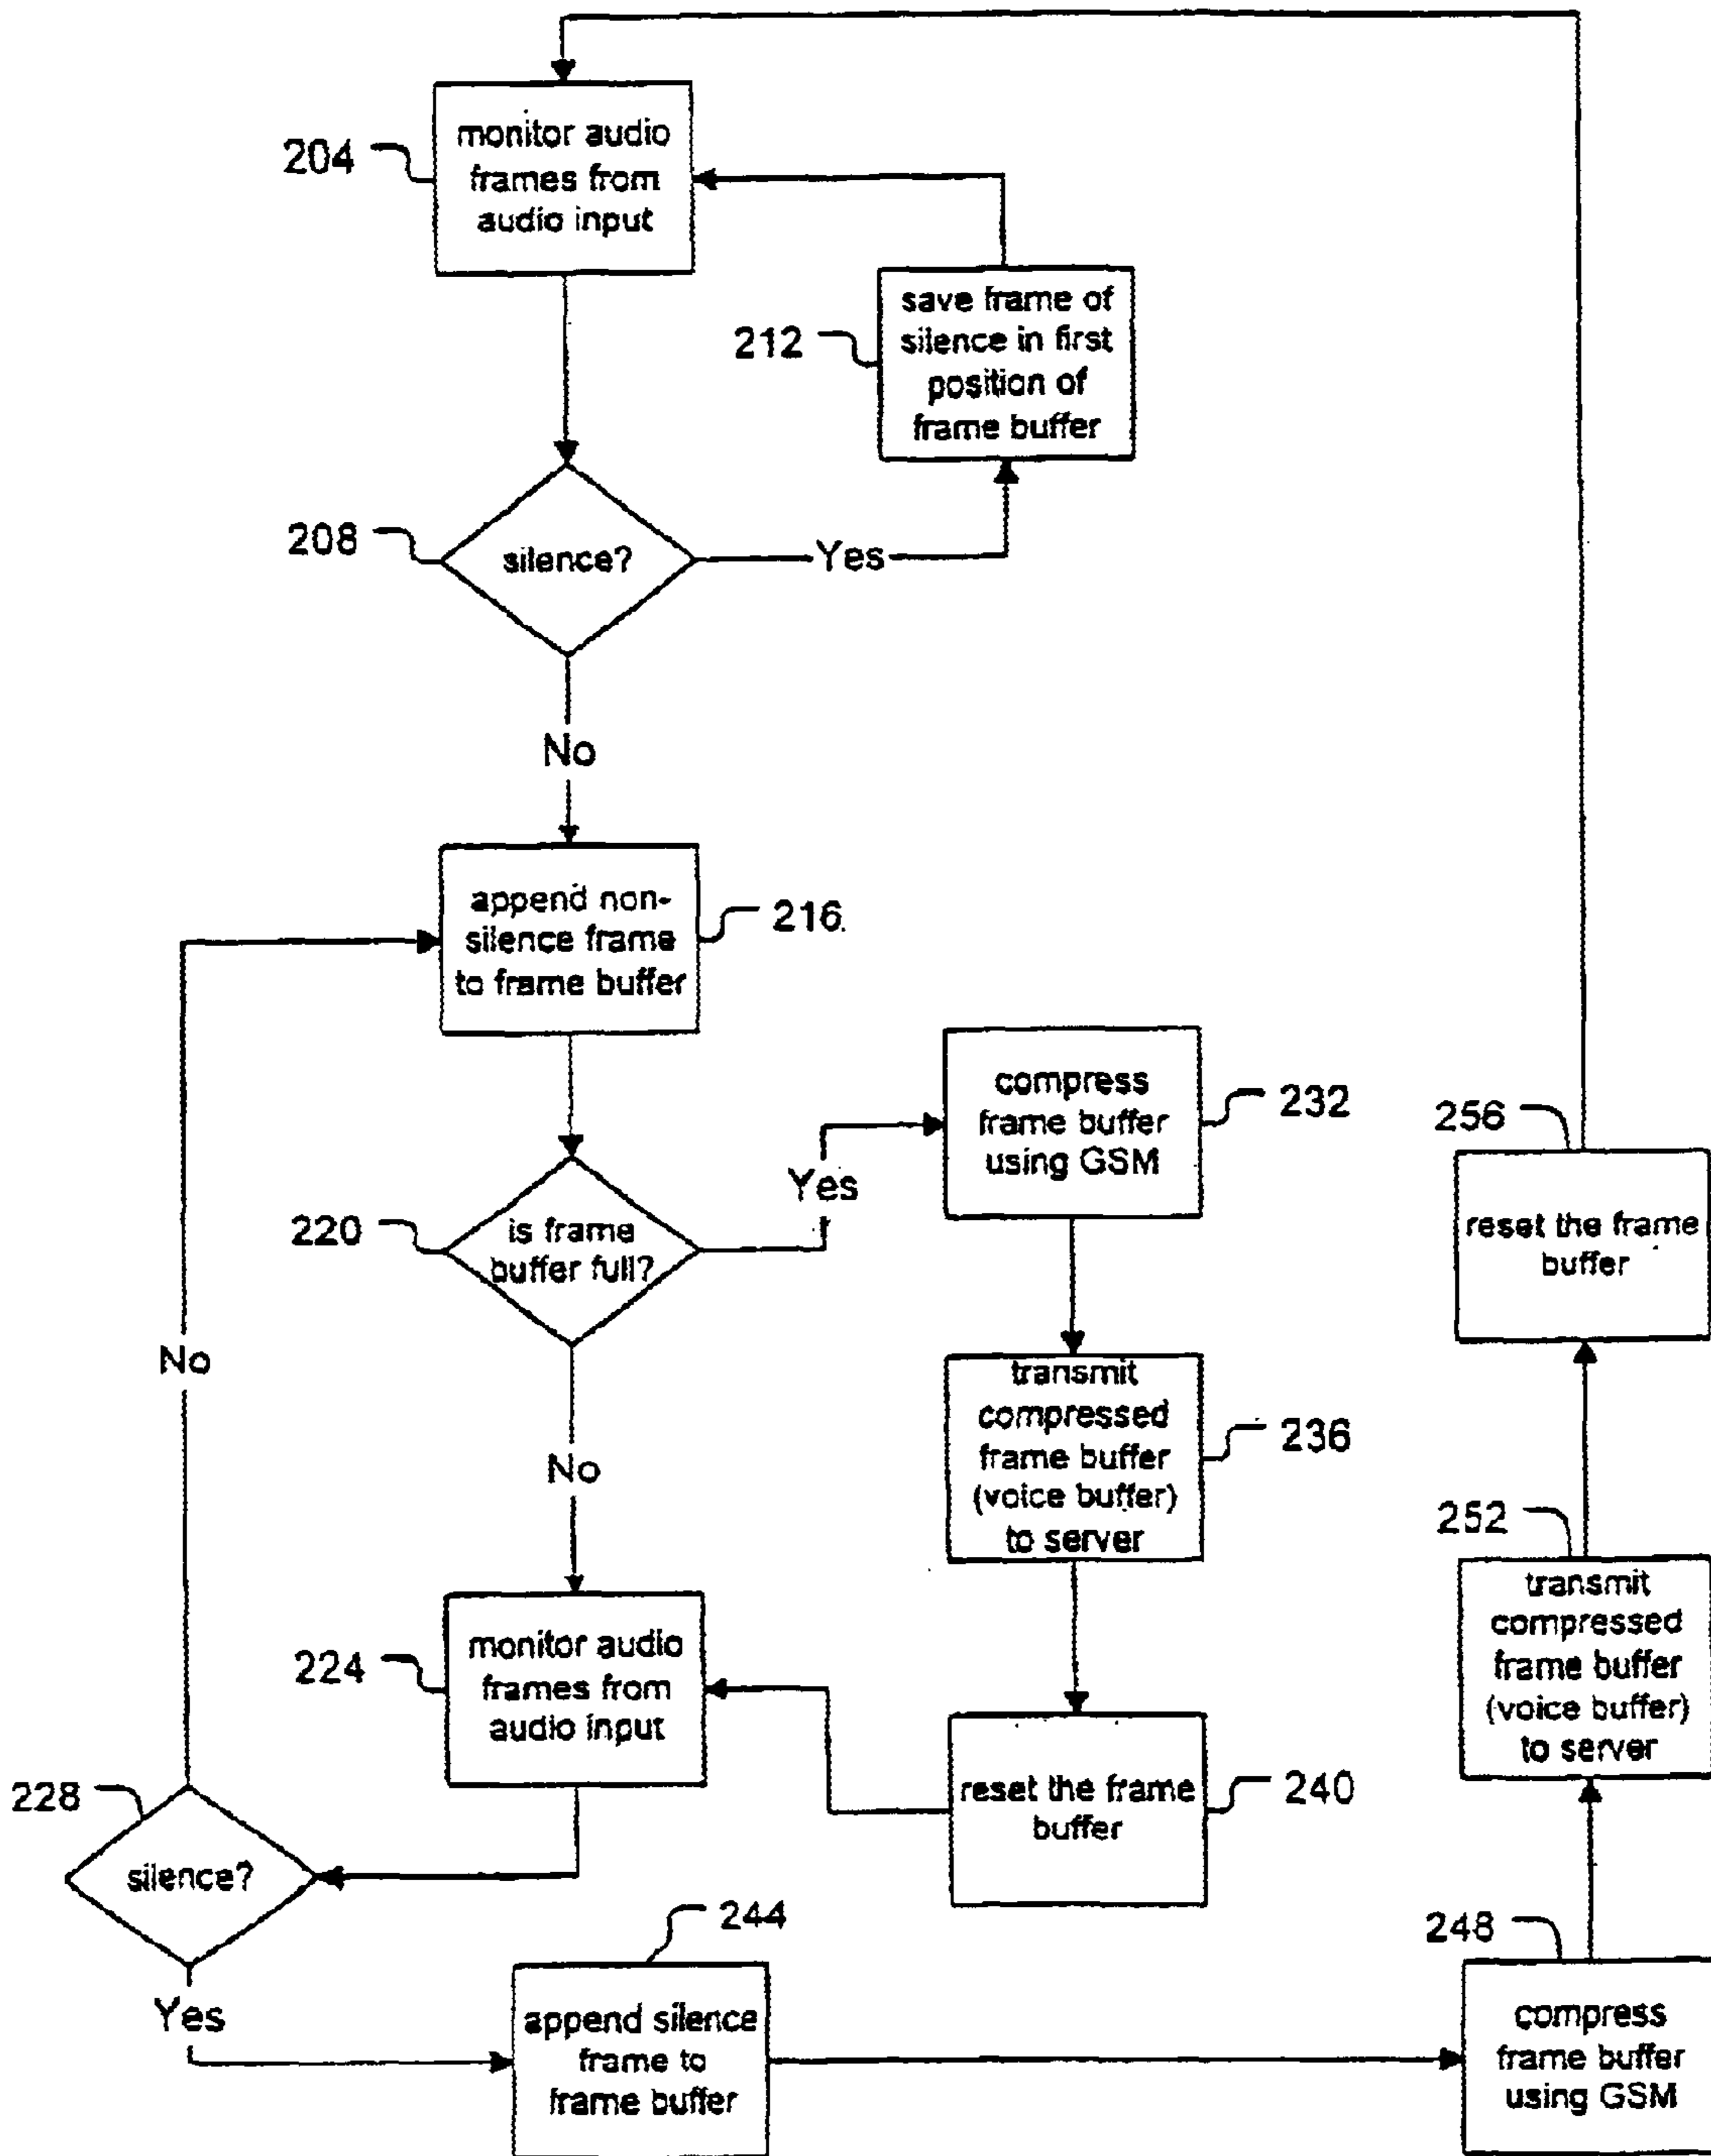 monitor audio
frames from
audio input
204
save frame of
silence in first
position of
frame buffer
212
208
silence?
Yes
No
append non-
silence frame
to frame buffer
216
compress
frame buffer
using GSM
232
256
reset the frame
buffer
220
is frame
buffer full?
Yes
No
No
transmit
compressed
frame buffer
(voice buffer)
to server
236
252
transmit
compressed
frame buffer
(voice buffer)
to server
224
monitor audio
frames from
audio input
reset the frame
buffer
240
228
silence?
Yes
244
append silence
frame to
frame buffer
248
compress
frame buffer
using GSM